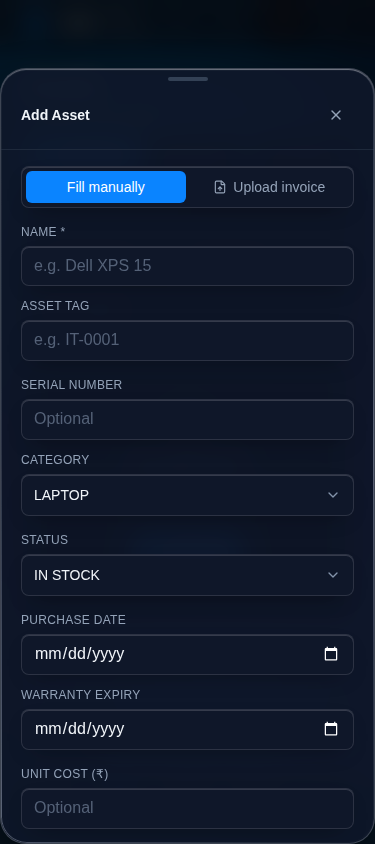 Add Asset
Fill manually
Upload invoice
NAME *
e.g. Dell XPS 15
ASSET TAG
e.g. IT-0001
SERIAL NUMBER
Optional
CATEGORY
LAPTOP
STATUS
IN STOCK
PURCHASE DATE
mm/dd/yyyy
WARRANTY EXPIRY
mm/dd/yyyy
UNIT COST (₹)
Optional